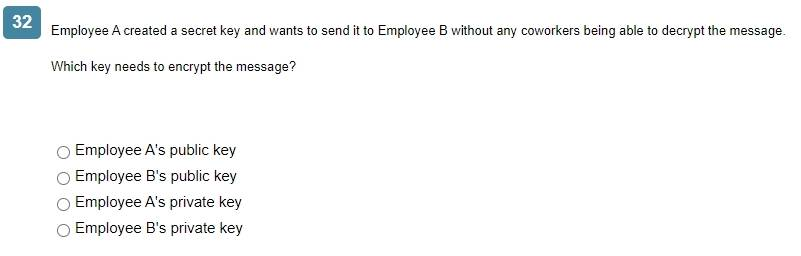 32
Employee A created a secret key and wants to send it to Employee B without any coworkers being able to decrypt the message.
Which key needs to encrypt the message?
Employee A's public key
Employee B's public key
Employee A's private key
Employee B's private key